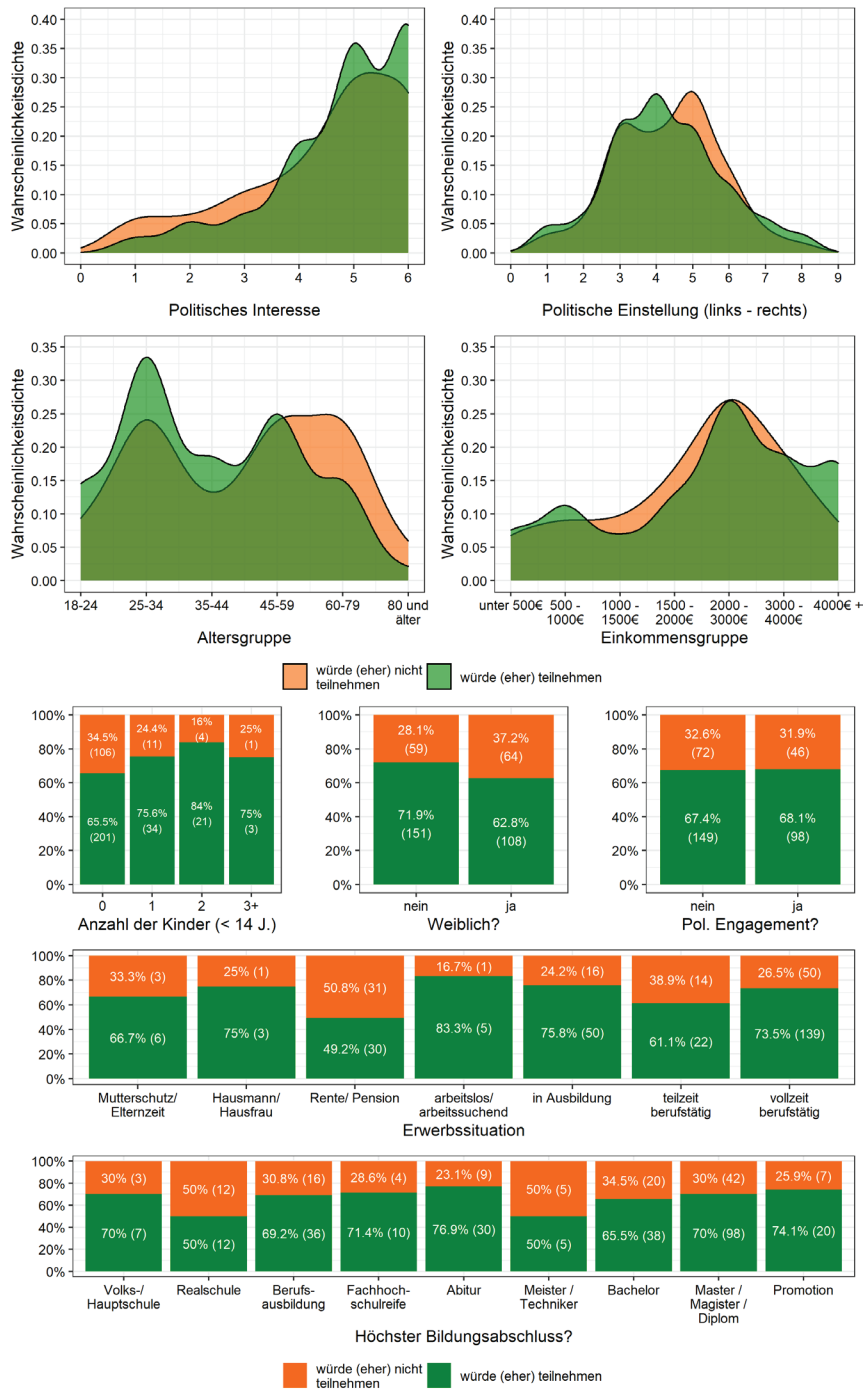 Wahrscheinlichkeitsdichte
0.40
0.35
0.30
0.25
0.20
0.15
0.10
0.05
0.00
0 1 2 3 4 5 6
Politisches Interesse
Wahrscheinlichkeitsdichte
0.40
0.35
0.30
0.25
0.20
0.15
0.10
0.05
0.00
0 1 2 3 4 5 6 7 8 9
Politische Einstellung (links - rechts)
Wahrscheinlichkeitsdichte
0.35
0.30
0.25
0.20
0.15
0.10
0.05
0.00
18-24 25-34 35-44 45-59 60-79 80 und
älter
Altersgruppe
Wahrscheinlichkeitsdichte
0.35
0.30
0.25
0.20
0.15
0.10
0.05
0.00
unter 500€ 500 - 1000 - 1500 - 2000 - 3000 - 4000€ +
1000€ 1500€ 2000€ 3000€ 4000€
Einkommensgruppe
würde (eher) nicht
teilnehmen
würde (eher) teilnehmen
100%
80%
60%
40%
20%
0%
34.5% 24.4% 16% 25%
(106) (11) (4) (1)
65.5% 75.6% 84% 75%
(201) (34) (21) (3)
0 1 2 3+
Anzahl der Kinder (< 14 J.)
100%
80%
60%
40%
20%
0%
28.1% 37.2%
(59) (64)
71.9% 62.8%
(151) (108)
nein ja
Weiblich?
100%
80%
60%
40%
20%
0%
32.6% 31.9%
(72) (46)
67.4% 68.1%
(149) (98)
nein ja
Pol. Engagement?
100%
80%
60%
40%
20%
0%
33.3% (3) 25% (1) 50.8% (31) 16.7% (1) 24.2% (16) 38.9% (14) 26.5% (50)
66.7% (6) 75% (3) 49.2% (30) 83.3% (5) 75.8% (50) 61.1% (22) 73.5% (139)
Mutterschutz/ Hausmann/ Rente/ Pension arbeitslos/ in Ausbildung teilzeit vollzeit
Elternzeit Hausfrau arbeitssuchend berufstätig berufstätig
Erwerbssituation
100%
80%
60%
40%
20%
0%
30% (3) 50% (12) 30.8% (16) 28.6% (4) 23.1% (9) 50% (5) 34.5% (20) 30% (42) 25.9% (7)
70% (7) 50% (12) 69.2% (36) 71.4% (10) 76.9% (30) 50% (5) 65.5% (38) 70% (98) 74.1% (20)
Volks-/ Realschule Berufs- Fachhoch- Abitur Meister / Bachelor Master / Promotion
Hauptschule ausbildung schulreife Techniker Magister /
Diplom
Höchster Bildungsabschluss?
würde (eher) nicht
teilnehmen
würde (eher) teilnehmen